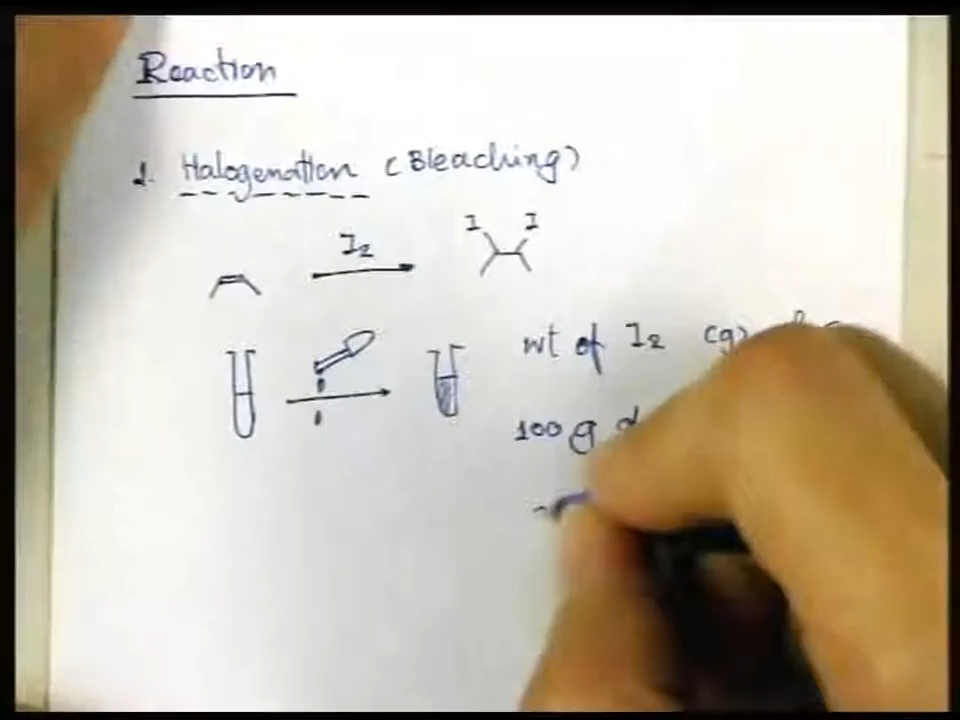 Reaction
1. Halogenation (Bleaching)
I I
I2
wt of I2 (g)
100 g